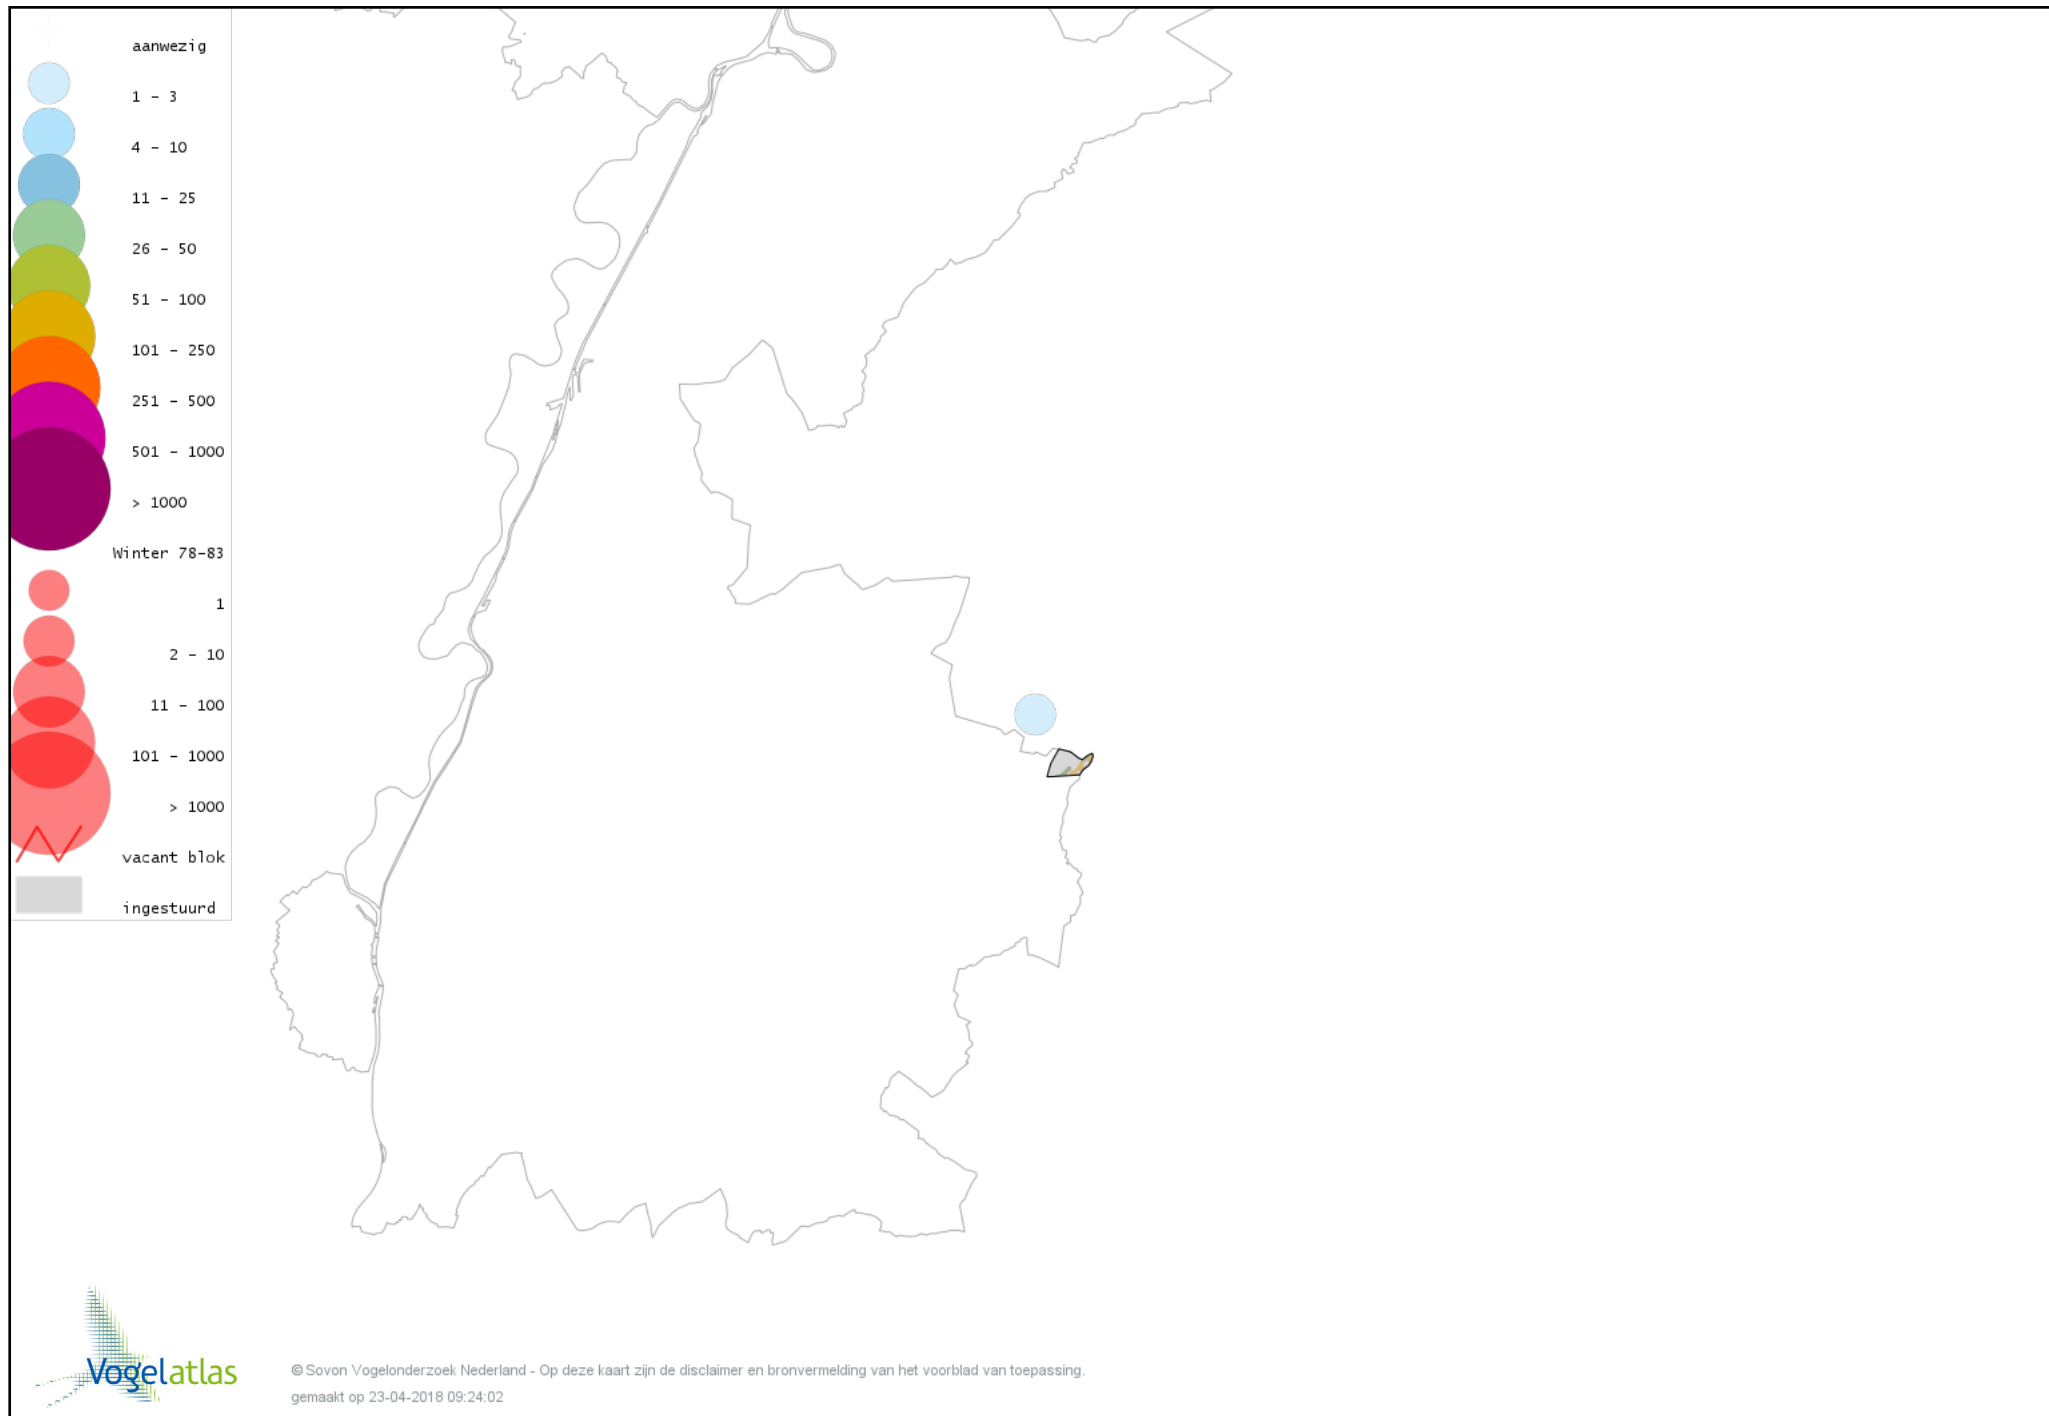 aanwezig
1 - 3
4 - 10
11 - 25
26 - 50
51 - 100
101 - 250
251 - 500
501 - 1000
> 1000
Winter 78-83
1
2 - 10
11 - 100
101 - 1000
> 1000
vacant blok
ingestuurd
Vogelatlas
© Sovon Vogelonderzoek Nederland - Op deze kaart zijn de disclaimer en bronvermelding van het voorblad van toepassing.
gemaakt op 23-04-2018 09:24:02